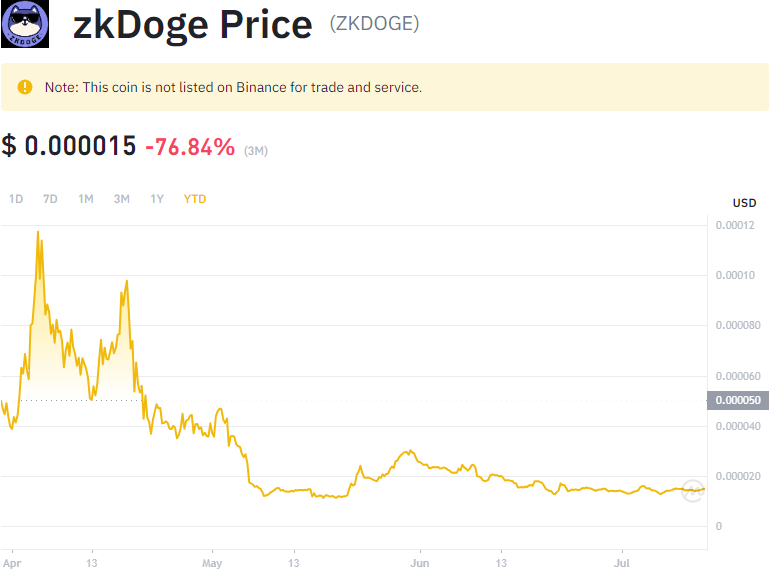 zkDoge Price (ZKDOGE)
ZKDOGE
Note: This coin is not listed on Binance for trade and service.
$ 0.000015 -76.84% (3M)
1D 7D 1M 3M 1Y YTD
USD
0.00012
0.00010
0.000080
0.000060
0.000050
0.000040
0.000020
0
Apr 13 May 13 Jun 13 Jul